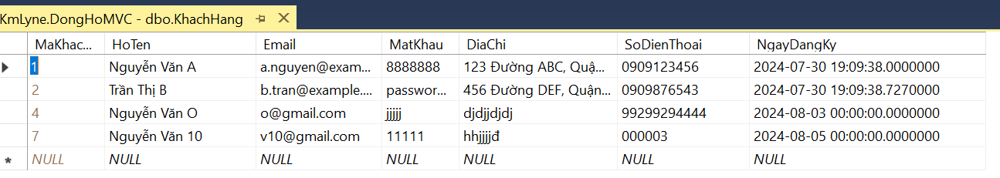 KmLyne.DongHoMVC - dbo.KhachHang
MaKhac... HoTen Email MatKhau DiaChi SoDienThoai NgayDangKy
1 Nguyễn Văn A a.nguyen@exam... 8888888 123 Đường ABC, Quậ... 0909123456 2024-07-30 19:09:38.0000000
2 Trần Thị B b.tran@example.... passwor... 456 Đường DEF, Quận... 0909876543 2024-07-30 19:09:38.7270000
4 Nguyễn Văn O o@gmail.com jjjjj djdjjdjdj 99299294444 2024-08-03 00:00:00.0000000
7 Nguyễn Văn 10 v10@gmail.com 11111 hhjjjjđ 000003 2024-08-05 00:00:00.0000000
NULL NULL NULL NULL NULL NULL NULL